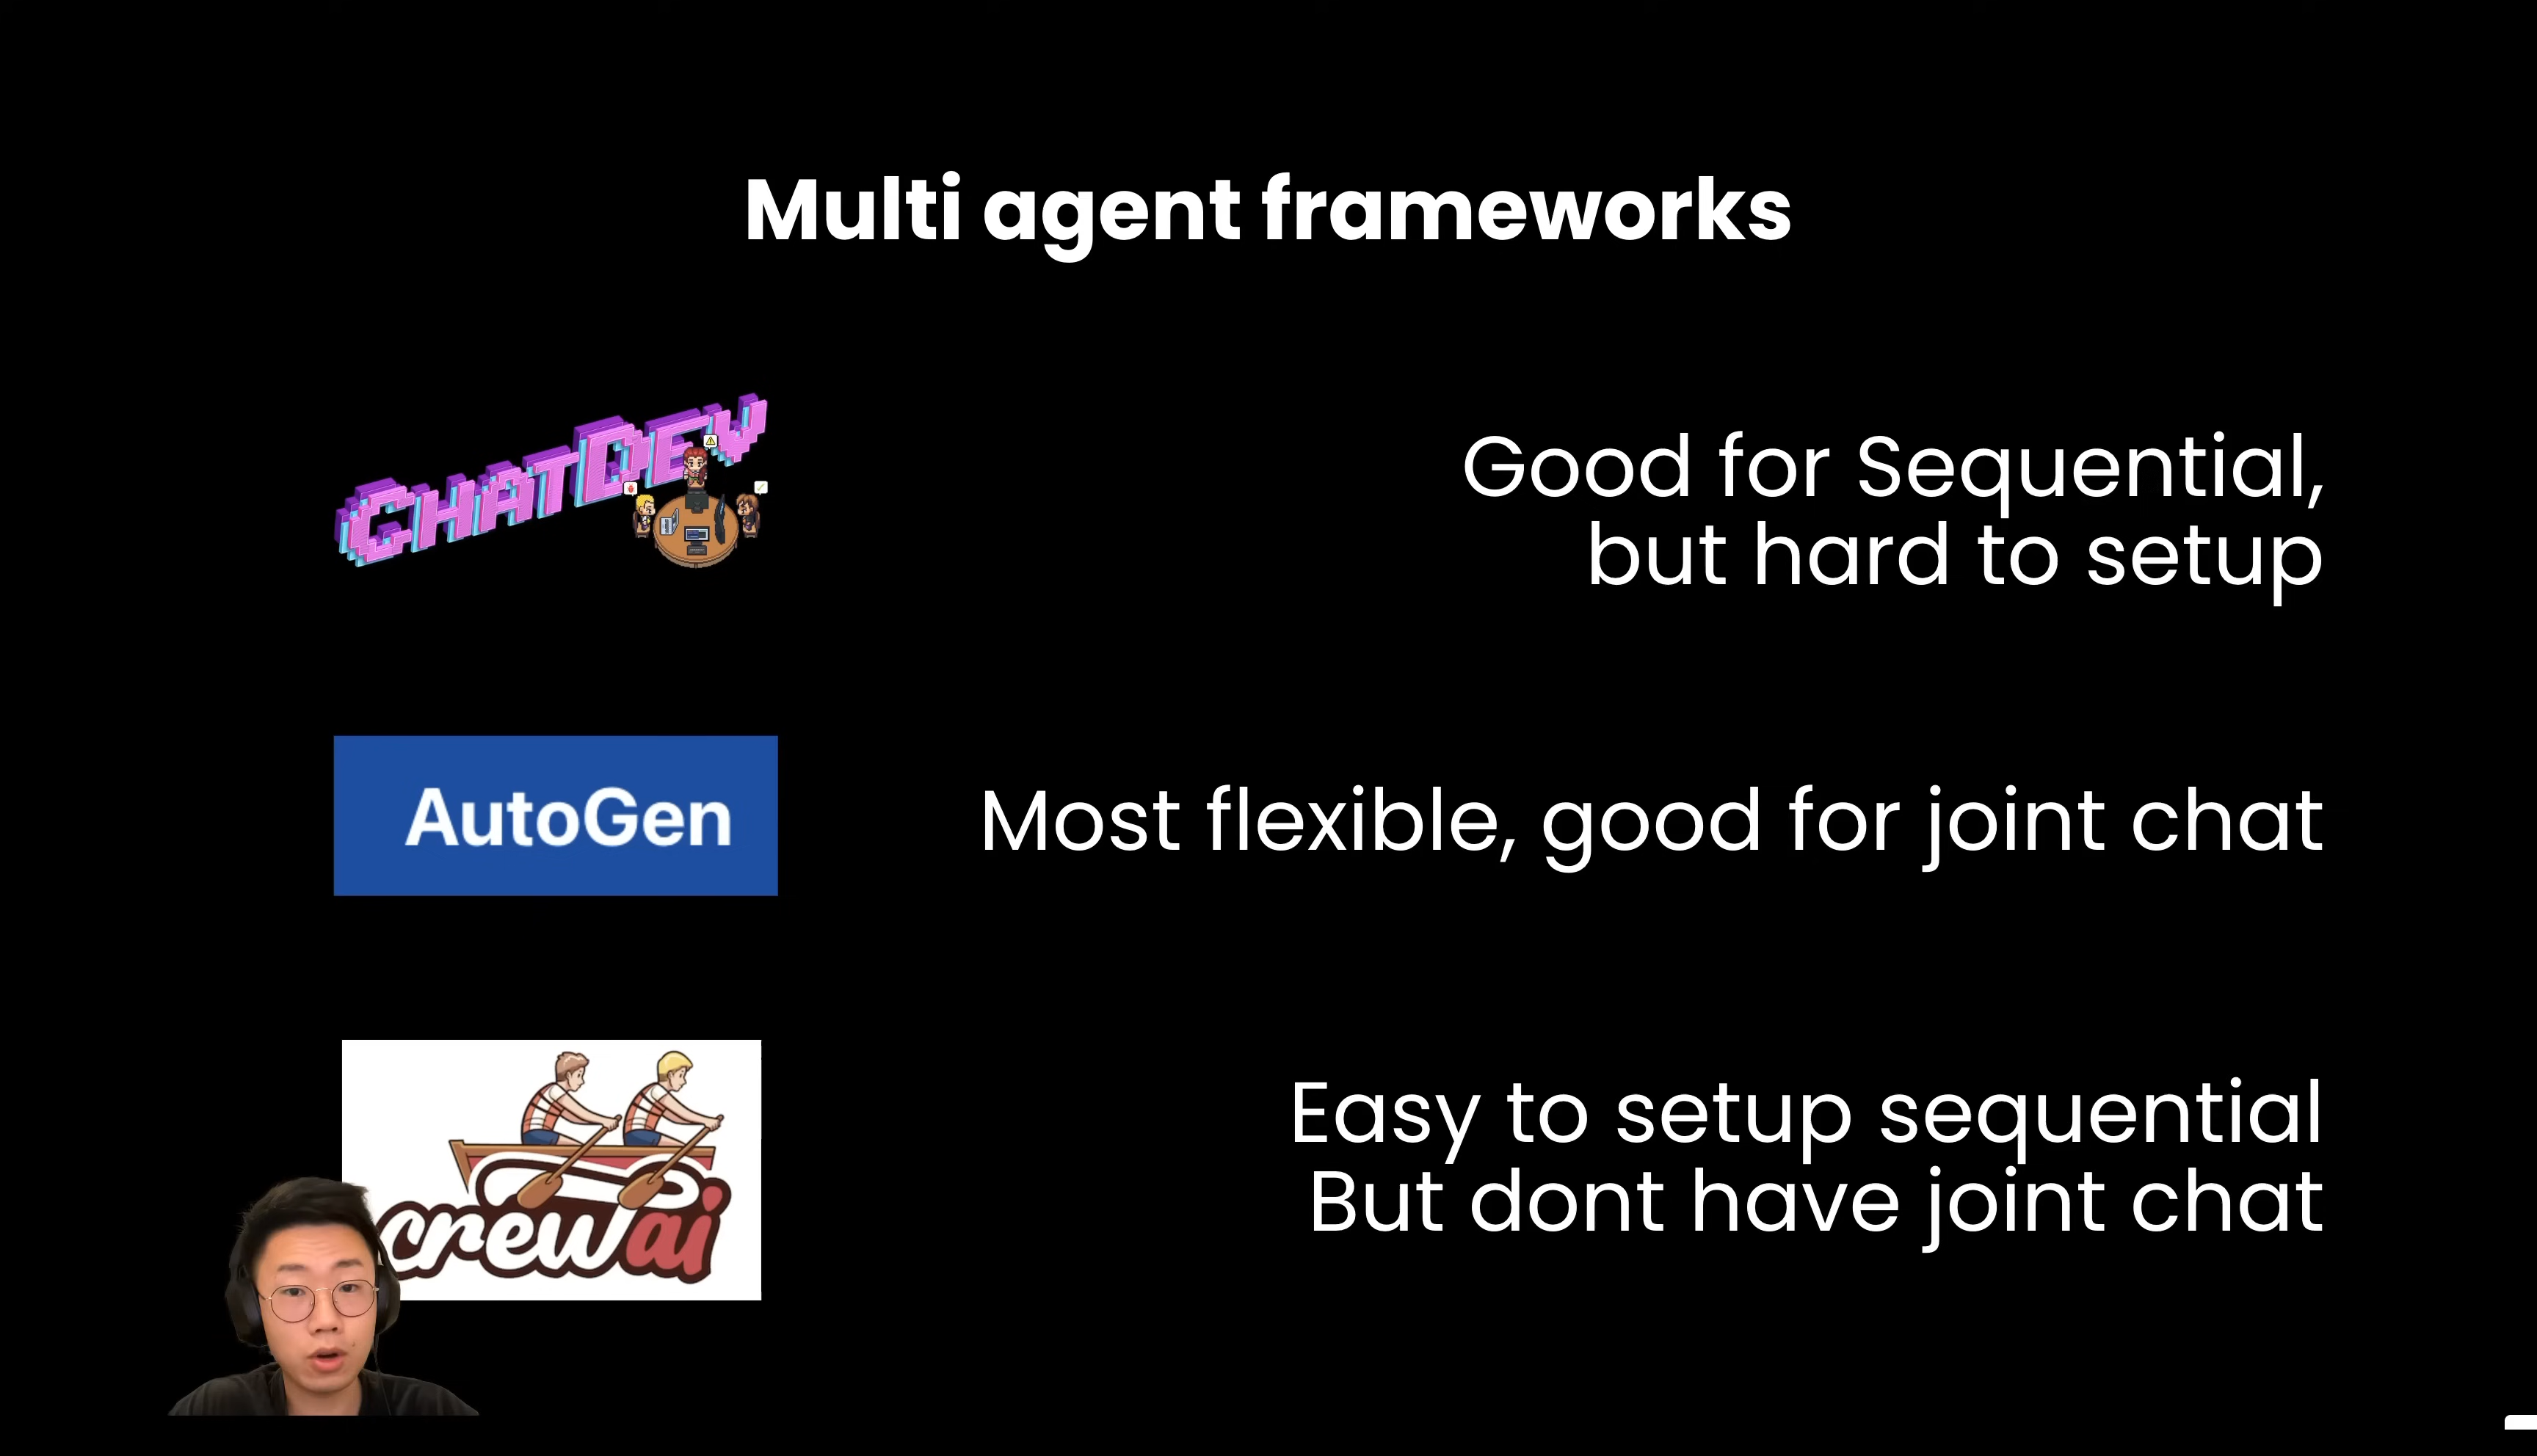 Multi agent frameworks
CHATDEV
Good for Sequential,
but hard to setup
AutoGen
Most flexible, good for joint chat
crewai
Easy to setup sequential
But dont have joint chat